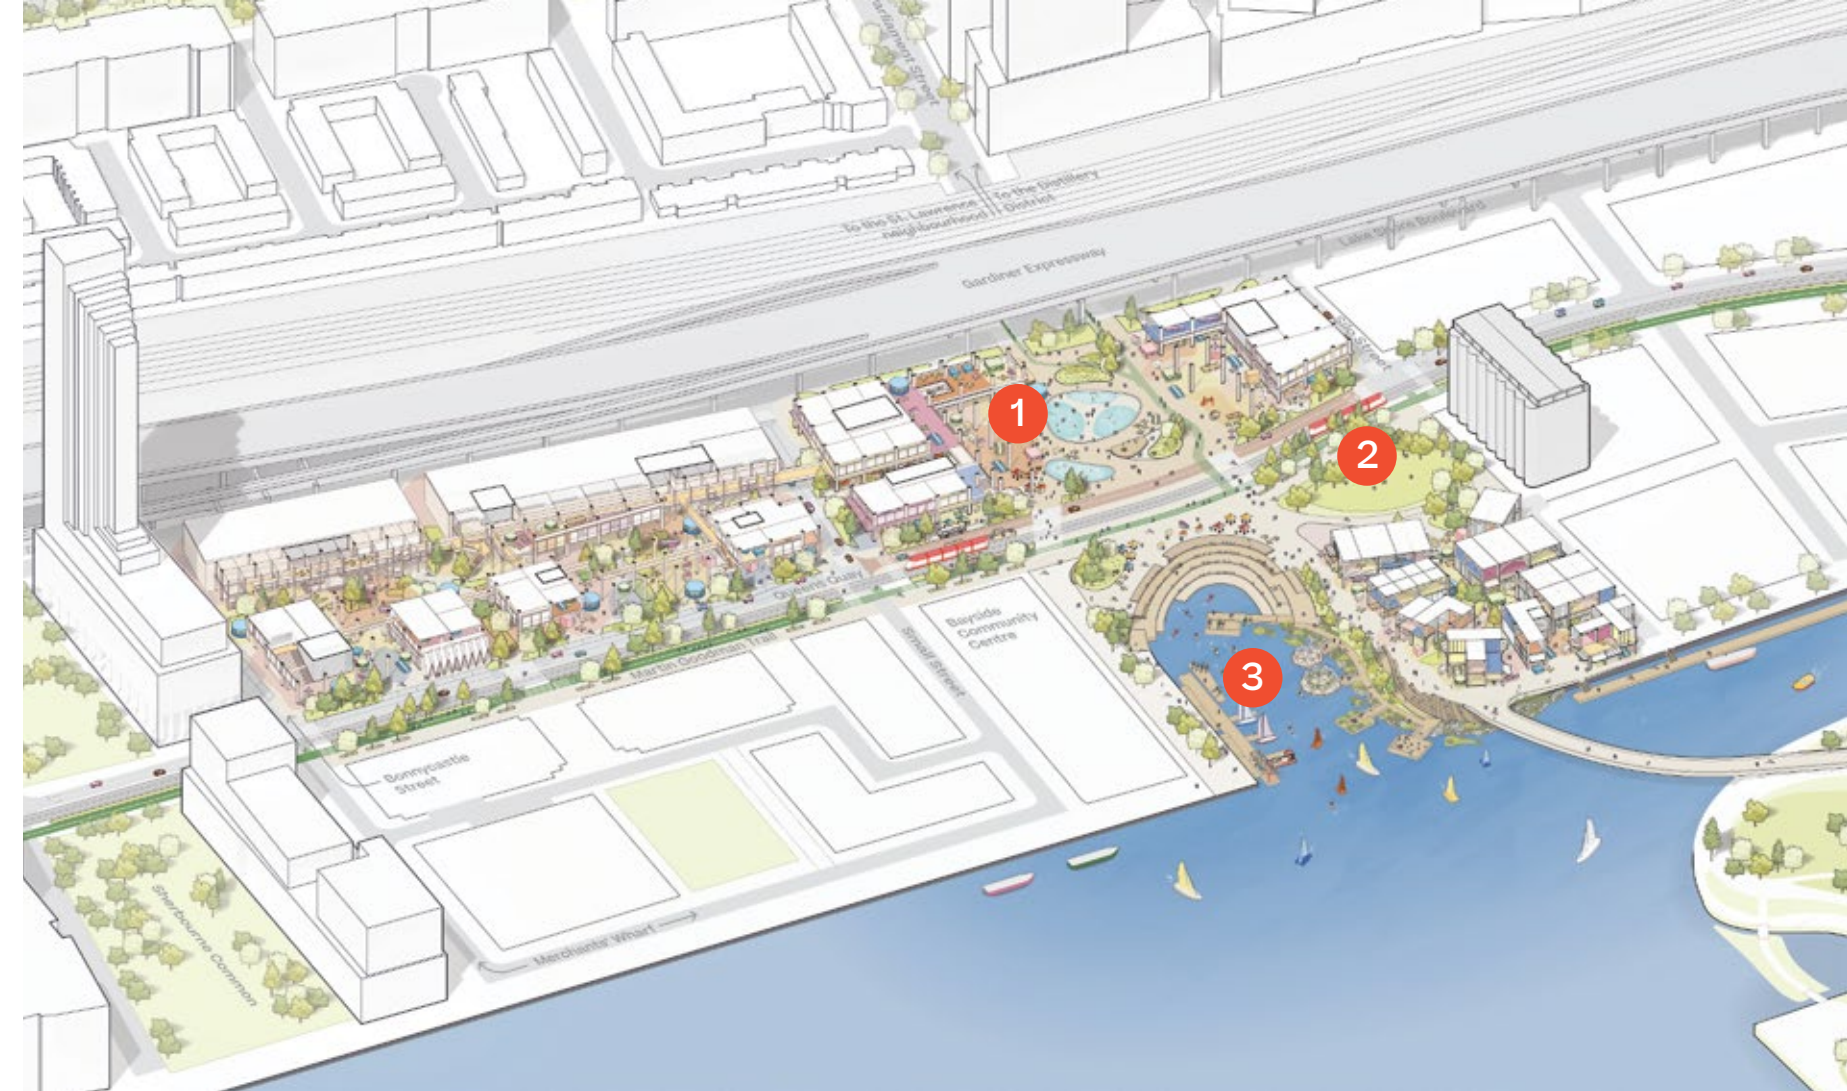 Parliament Street
To the St. Lawrence
neighbourhood
To the Distillery
District
Gardiner Expressway
Lake Shore Boulevard
Street
1
2
Queens Quay
Bayside
Community
Centre
Small Street
Martin Goodman Trail
3
Bonnycastle
Street
Merchants' Wharf
Sherbourne Common